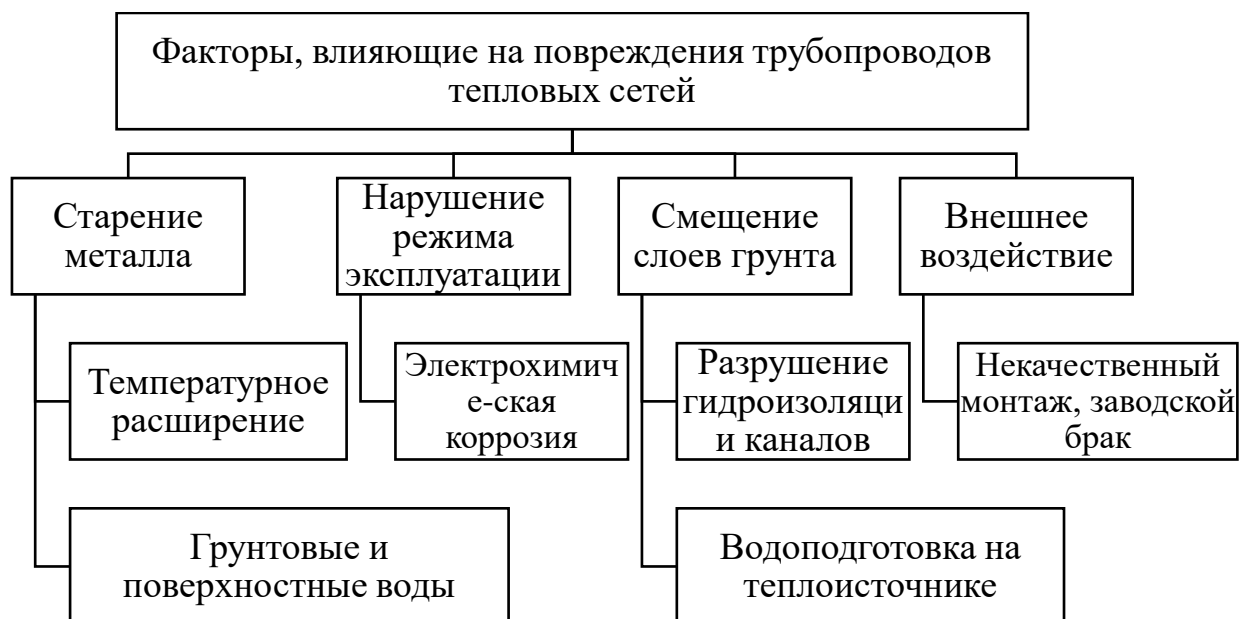 Факторы, влияющие на повреждения трубопроводов
тепловых сетей
Старение
металла
Нарушение
режима
эксплуатации
Смещение
слоев грунта
Внешнее
воздействие
Температурное
расширение
Электрохимич
е-ская
коррозия
Разрушение
гидроизоляци
и каналов
Некачественный
монтаж, заводской
брак
Грунтовые и
поверхностные воды
Водоподготовка на
теплоисточнике